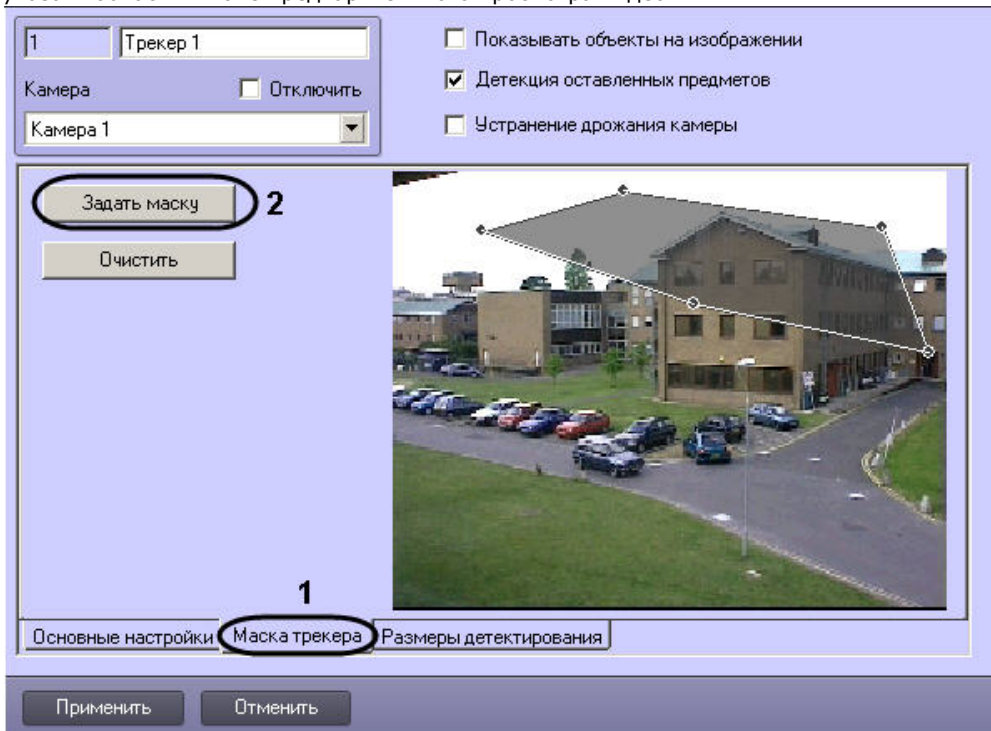 1
Трекер 1
Показывать объекты на изображении
Камера
Отключить
Детекция оставленных предметов
Камера 1
Устранение дрожания камеры
Задать маску
2
Очистить
1
Основные настройки
Маска трекера
Размеры детектирования
Применить
Отменить